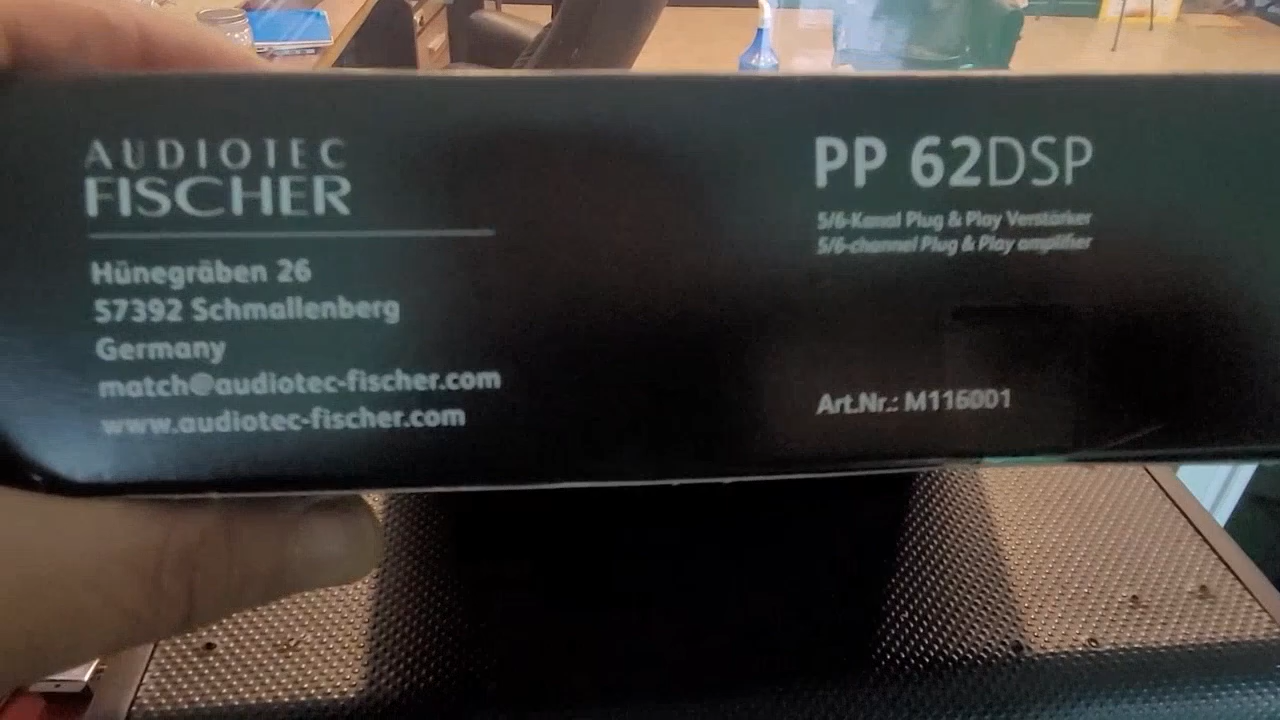 AUDIOTEC
FISCHER
Hünegräben 26
57392 Schmallenberg
Germany
match@audiotec-fischer.com
www.audiotec-fischer.com
PP 62DSP
5/6-Kanal Plug & Play Verstärker
5/6-channel Plug & Play amplifier
Art.Nr.: M116001